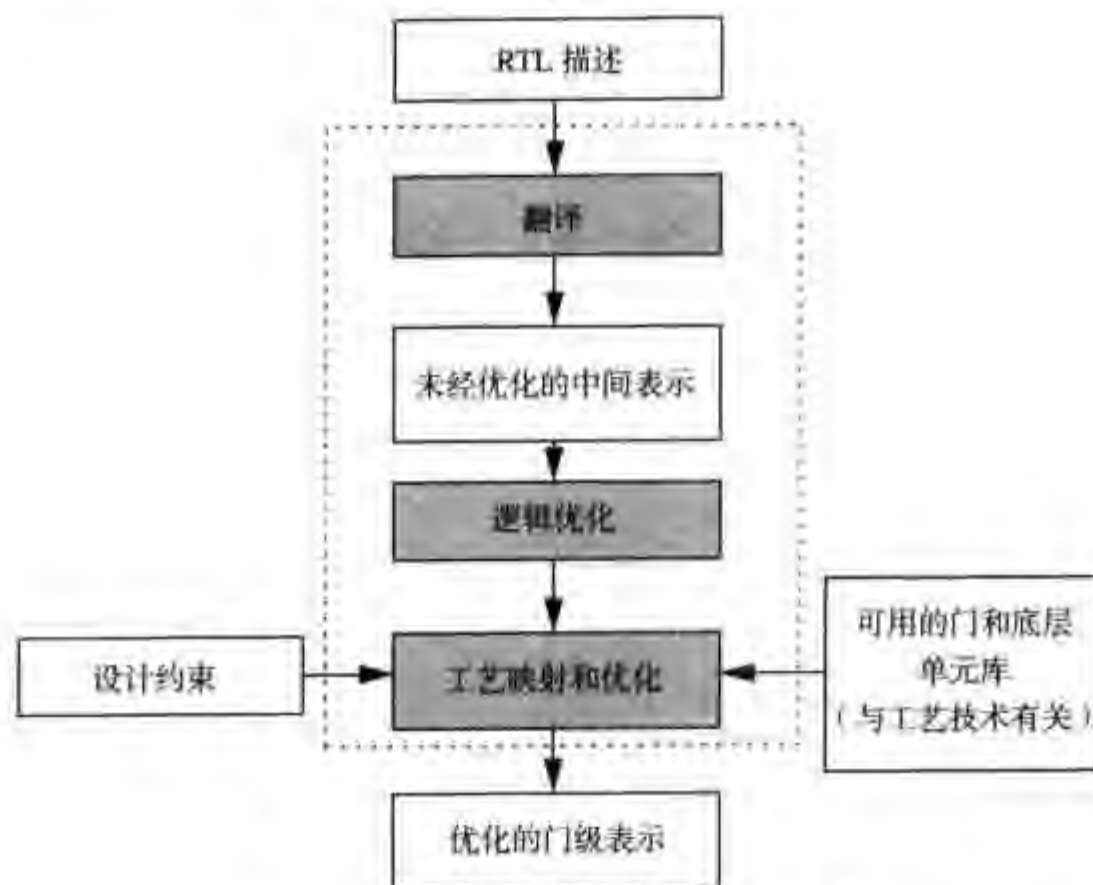 RTL 描述
翻译
未经优化的中间表示
逻辑优化
设计约束
工艺映射和优化
可用的门和底层
单元库
(与工艺技术有关)
优化的门级表示